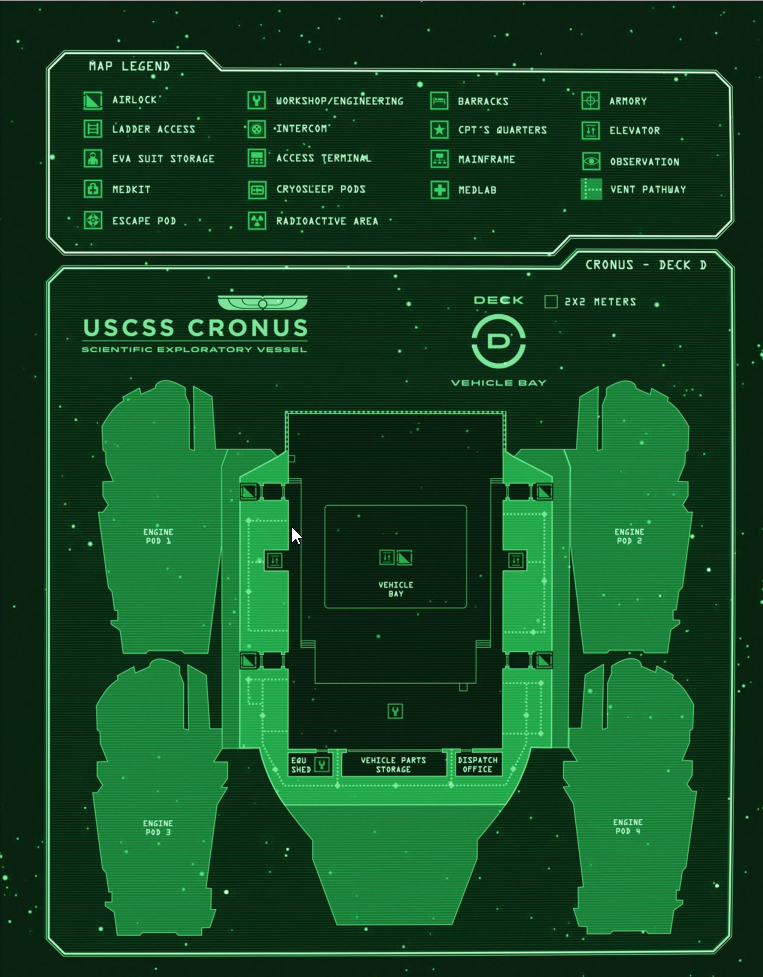 MAP LEGEND
AIRLOCK
LADDER ACCESS
EVA SUIT STORAGE
MEDKIT
ESCAPE POD
WORKSHOP/ENGINEERING
INTERCOM
ACCESS TERMINAL
CRYOSLEEP PODS
RADIOACTIVE AREA
BARRACKS
CPT'S QUARTERS
MAINFRAME
MEDLAB
ARMORY
ELEVATOR
OBSERVATION
VENT PATHWAY
CRONUS - DECK D
USCSS CRONUS
SCIENTIFIC EXPLORATORY VESSEL
DECK
D
VEHICLE BAY
2X2 METERS
ENGINE
POD 1
ENGINE
POD 2
VEHICLE
BAY
EQU
SHED
VEHICLE PARTS
STORAGE
DISPATCH
OFFICE
ENGINE
POD 3
ENGINE
POD 4